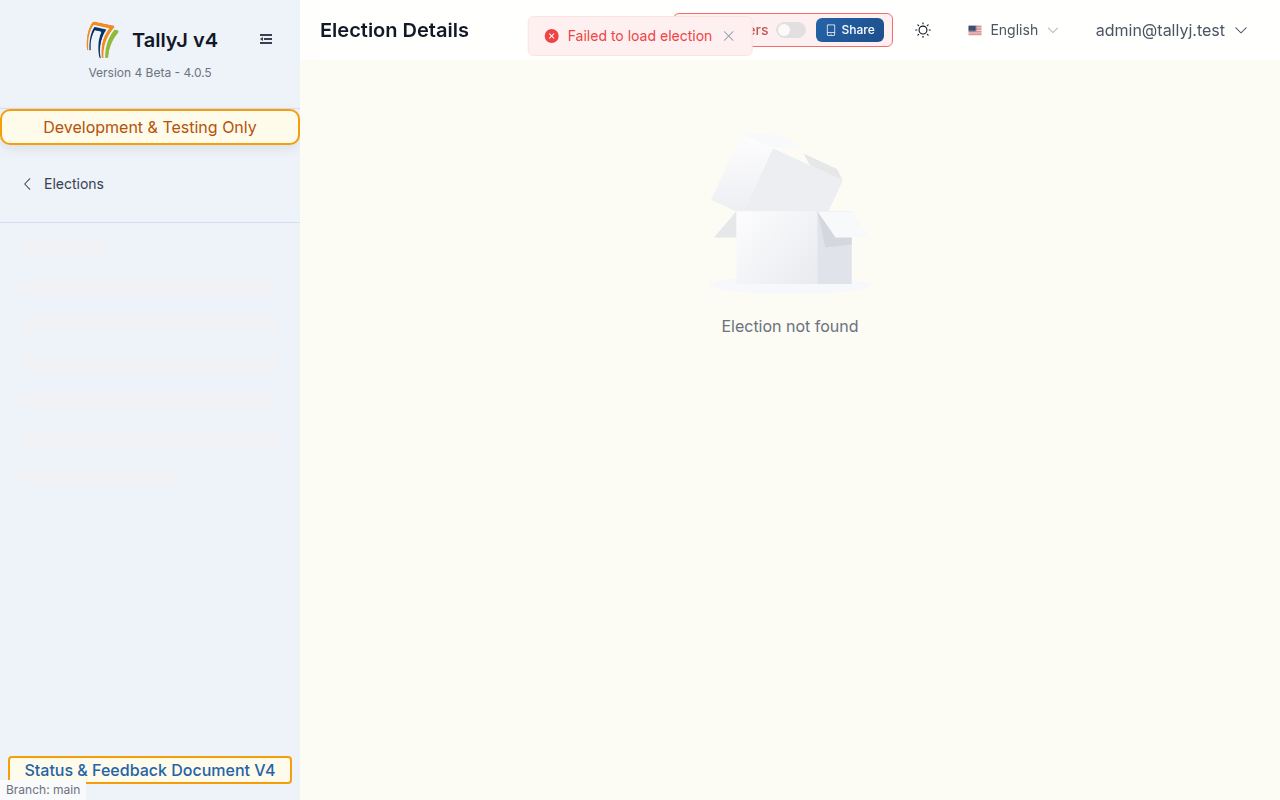 TallyJ v4
Version 4 Beta - 4.0.5
Development & Testing Only
Elections
Status & Feedback Document V4
Branch: main
Election Details
Failed to load election
Share
English
admin@tallyj.test
Election not found